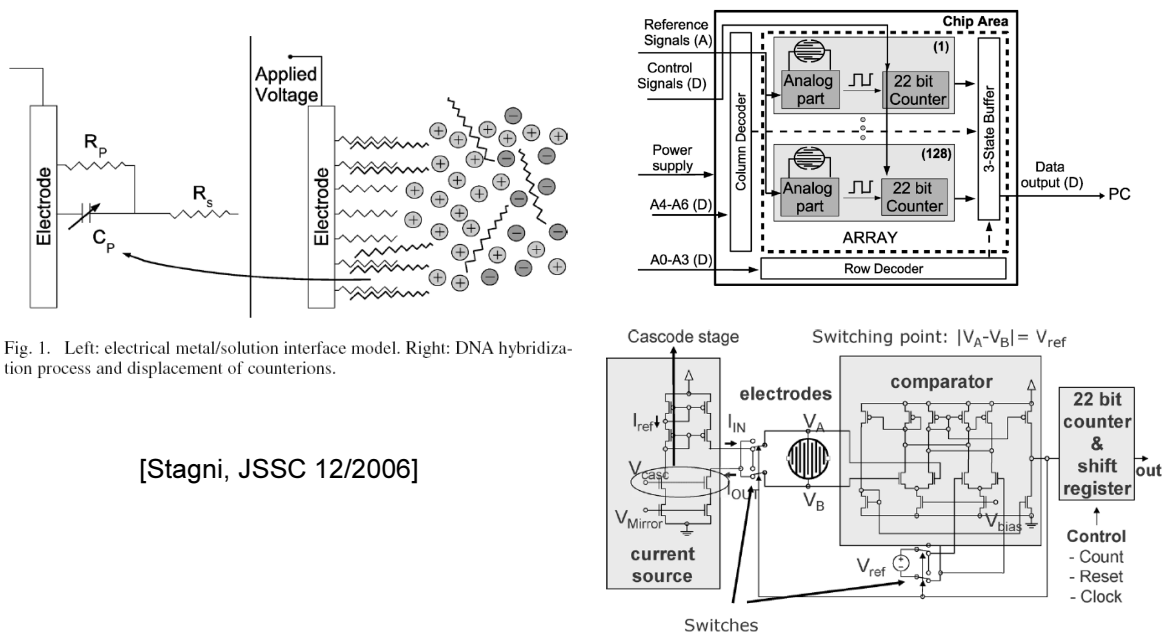 Applied
Voltage
Electrode
R_P
C_P
R_s
Electrode
Fig. 1. Left: electrical metal/solution interface model. Right: DNA hybridiza-
tion process and displacement of counterions.
[Stagni, JSSC 12/2006]
Chip Area
Reference
Signals (A)
Control
Signals (D)
Power
supply
A4-A6 (D)
A0-A3 (D)
Column Decoder
(1)
Analog
part
22 bit
Counter
(128)
Analog
part
22 bit
Counter
ARRAY
3-State Buffer
Row Decoder
Data
output (D)
PC
Cascode stage
Switching point: |V_A-V_B|= V_ref
electrodes
comparator
I_ref
I_IN
V_casc
I_OUT
V_Mirror
current
source
V_A
V_B
V_bias
V_ref
22 bit
counter
&
shift
register
out
Control
- Count
- Reset
- Clock
Switches